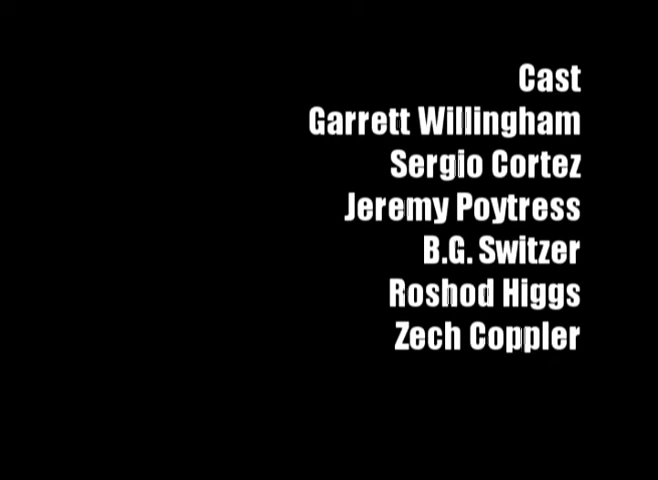 Cast
Garrett Willingham
Sergio Cortez
Jeremy Poytress
B.G. Switzer
Roshod Higgs
Zech Coppler